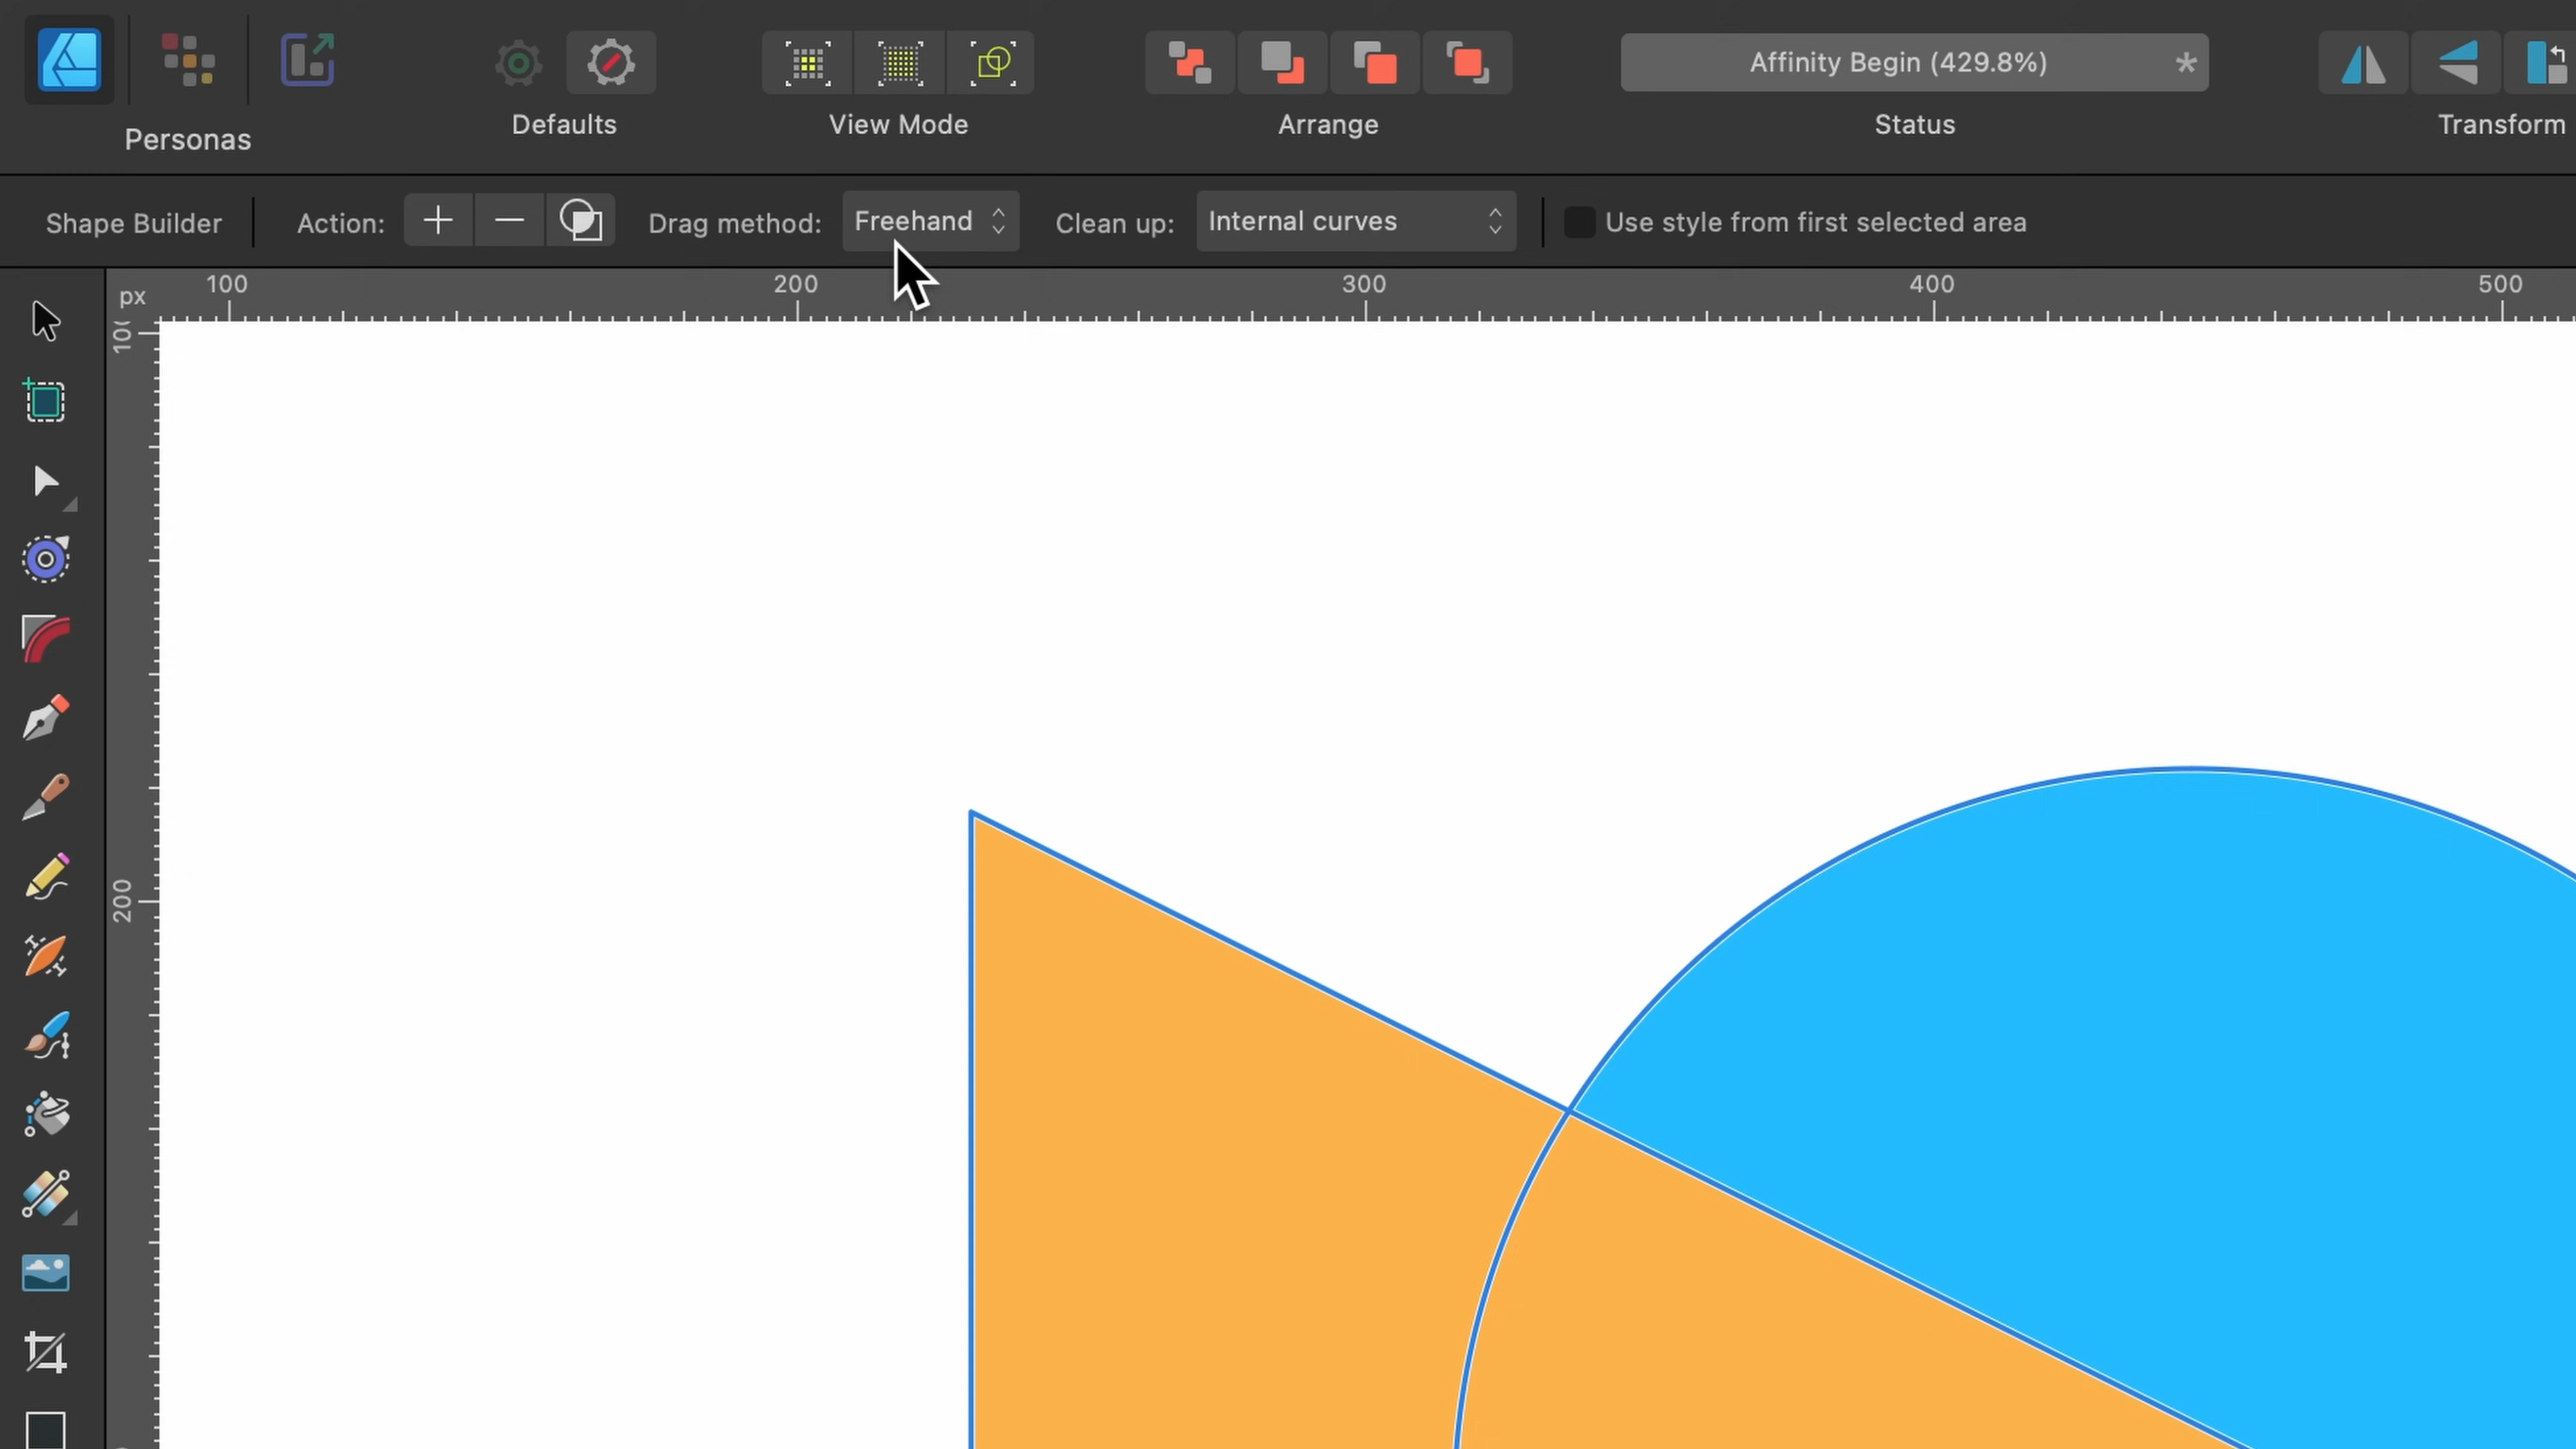 Affinity Begin (429.8%) *
Personas
Defaults
View Mode
Arrange
Status
Transform
Shape Builder
Action:
Drag method:
Freehand
Clean up:
Internal curves
Use style from first selected area
px
100
200
300
400
500
200